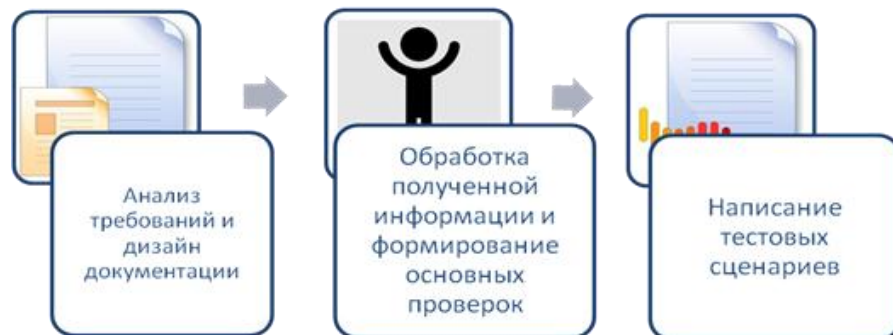 Анализ
требований и
дизайн
документации
Обработка
полученной
информации и
формирование
основных
проверок
Написание
тестовых
сценариев